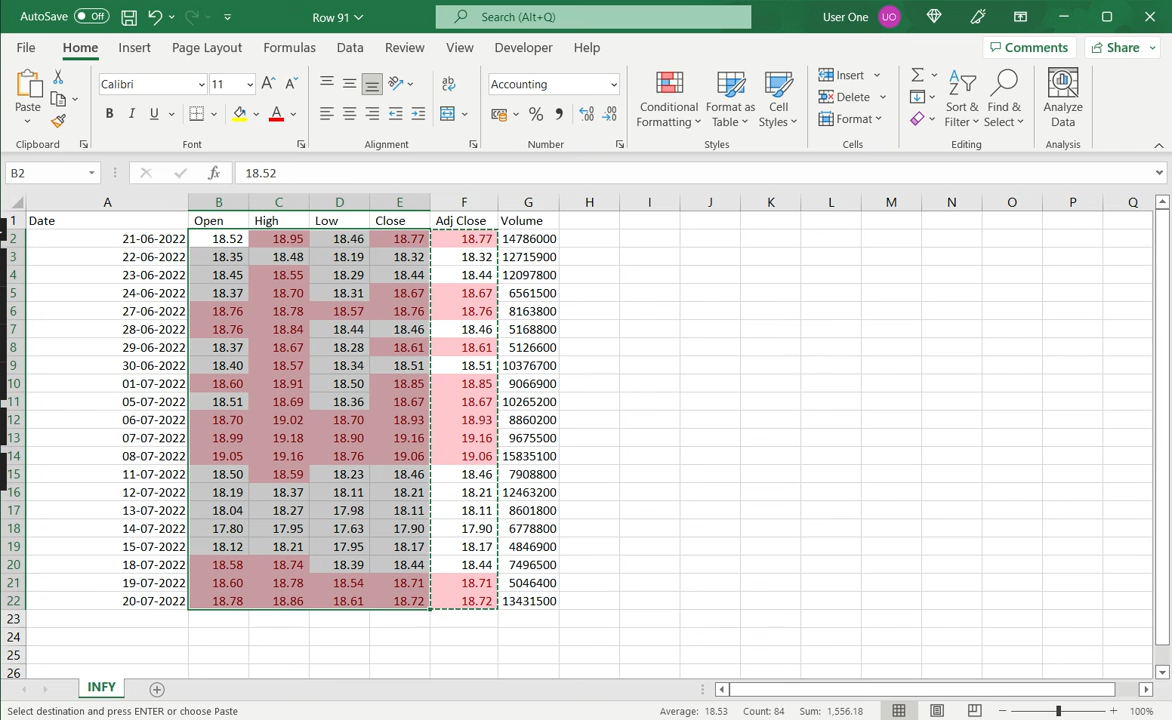 AutoSave Off Row 91 Search (Alt+Q) User One UO
File Home Insert Page Layout Formulas Data Review View Developer Help Comments Share
Paste Calibri 11 Accounting Conditional Formatting Format as Table Cell Styles Insert Delete Format Sort & Filter Find & Select Analyze Data
Clipboard Font Alignment Number Styles Cells Editing Analysis
B2 fx 18.52
A B C D E F G H I J K L M N O P Q
1 Date Open High Low Close Adj Close Volume
2 21-06-2022 18.52 18.95 18.46 18.77 18.77 14786000
3 22-06-2022 18.35 18.48 18.19 18.32 18.32 12715900
4 23-06-2022 18.45 18.55 18.29 18.44 18.44 12097800
5 24-06-2022 18.37 18.70 18.31 18.67 18.67 6561500
6 27-06-2022 18.76 18.78 18.57 18.76 18.76 8163800
7 28-06-2022 18.76 18.84 18.44 18.46 18.46 5168800
8 29-06-2022 18.37 18.67 18.28 18.61 18.61 5126600
9 30-06-2022 18.40 18.57 18.34 18.51 18.51 10376700
10 01-07-2022 18.60 18.91 18.50 18.85 18.85 9066900
11 05-07-2022 18.51 18.69 18.36 18.67 18.67 10265200
12 06-07-2022 18.70 19.02 18.70 18.93 18.93 8860200
13 07-07-2022 18.99 19.18 18.90 19.16 19.16 9675500
14 08-07-2022 19.05 19.16 18.76 19.06 19.06 15835100
15 11-07-2022 18.50 18.59 18.23 18.46 18.46 7908800
16 12-07-2022 18.19 18.37 18.11 18.21 18.21 12463200
17 13-07-2022 18.04 18.27 17.98 18.11 18.11 8601800
18 14-07-2022 17.80 17.95 17.63 17.90 17.90 6778800
19 15-07-2022 18.12 18.21 17.95 18.17 18.17 4846900
20 18-07-2022 18.58 18.74 18.39 18.44 18.44 7496500
21 19-07-2022 18.60 18.78 18.54 18.71 18.71 5046400
22 20-07-2022 18.78 18.86 18.61 18.72 18.72 13431500
23
24
25
26
INFY
Select destination and press ENTER or choose Paste Average: 18.53 Count: 84 Sum: 1,556.18 100%